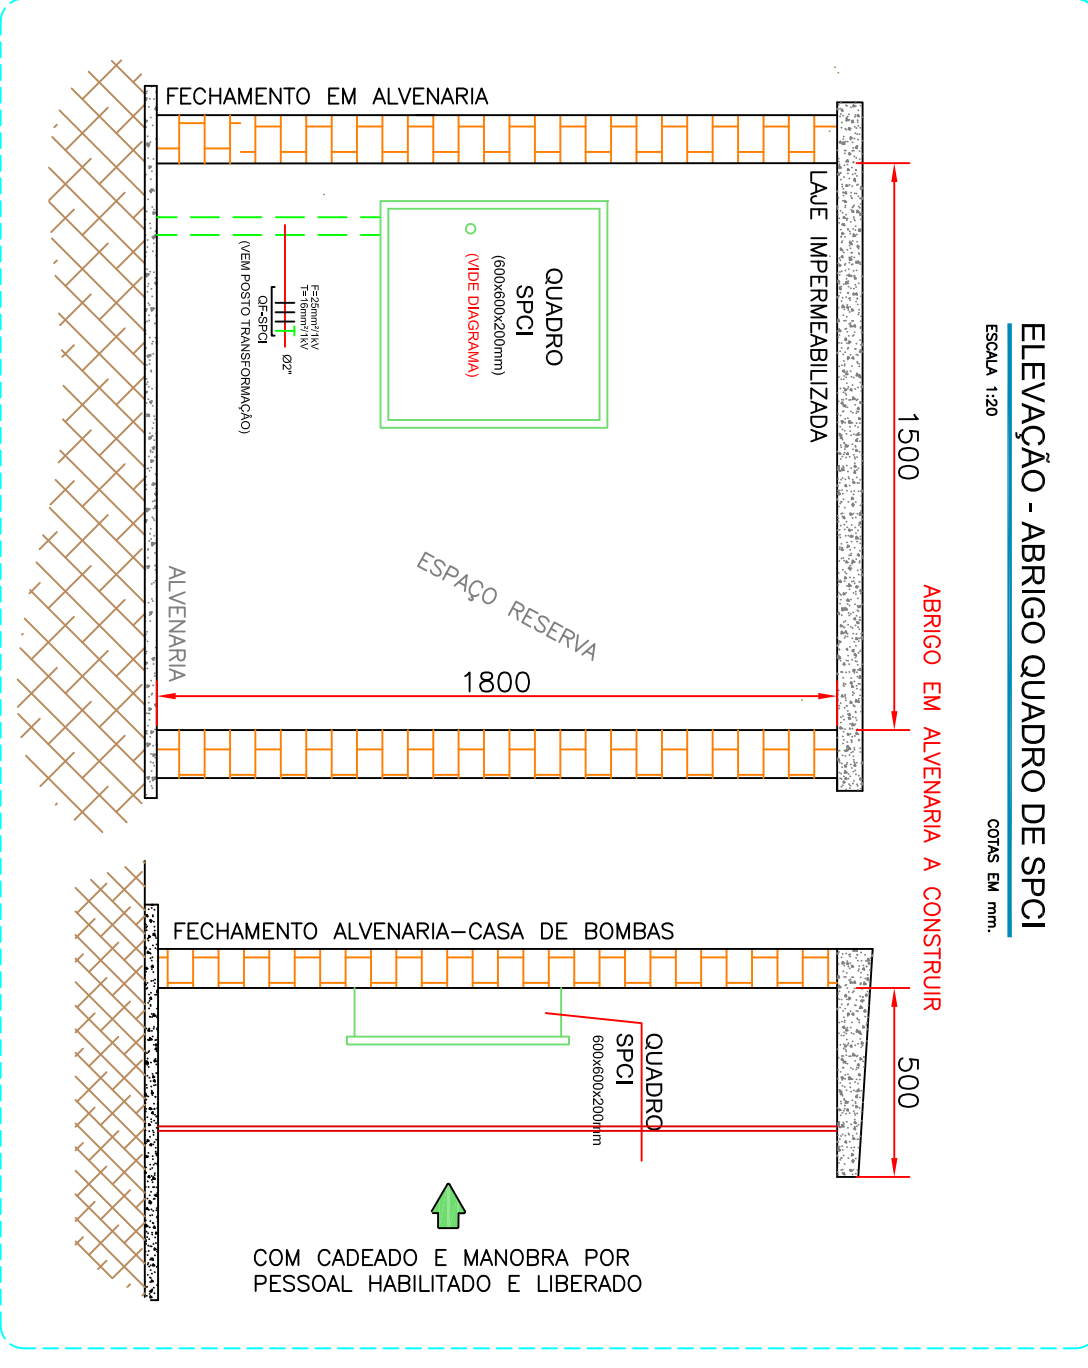 ELEVAÇÃO - ABRIGO QUADRO DE SPCI
ESCALA 1:20
COTAS EM mm.
ABRIGO EM ALVENARIA A CONSTRUIR
1500
500
LAJE IMPERMEABILIZADA
FECHAMENTO EM ALVENARIA
QUADRO
SPCI
(600x600x200mm)
(VIDE DIAGRAMA)
F=25mm²/1kV
T=16mm²/1kV
Ø2"
QF-SPCI
(VEM POSTO TRANSFORMAÇÃO)
ESPAÇO RESERVA
1800
ALVENARIA
FECHAMENTO ALVENARIA-CASA DE BOMBAS
QUADRO
SPCI
600x600x200mm
COM CADEADO E MANOBRA POR
PESSOAL HABILITADO E LIBERADO